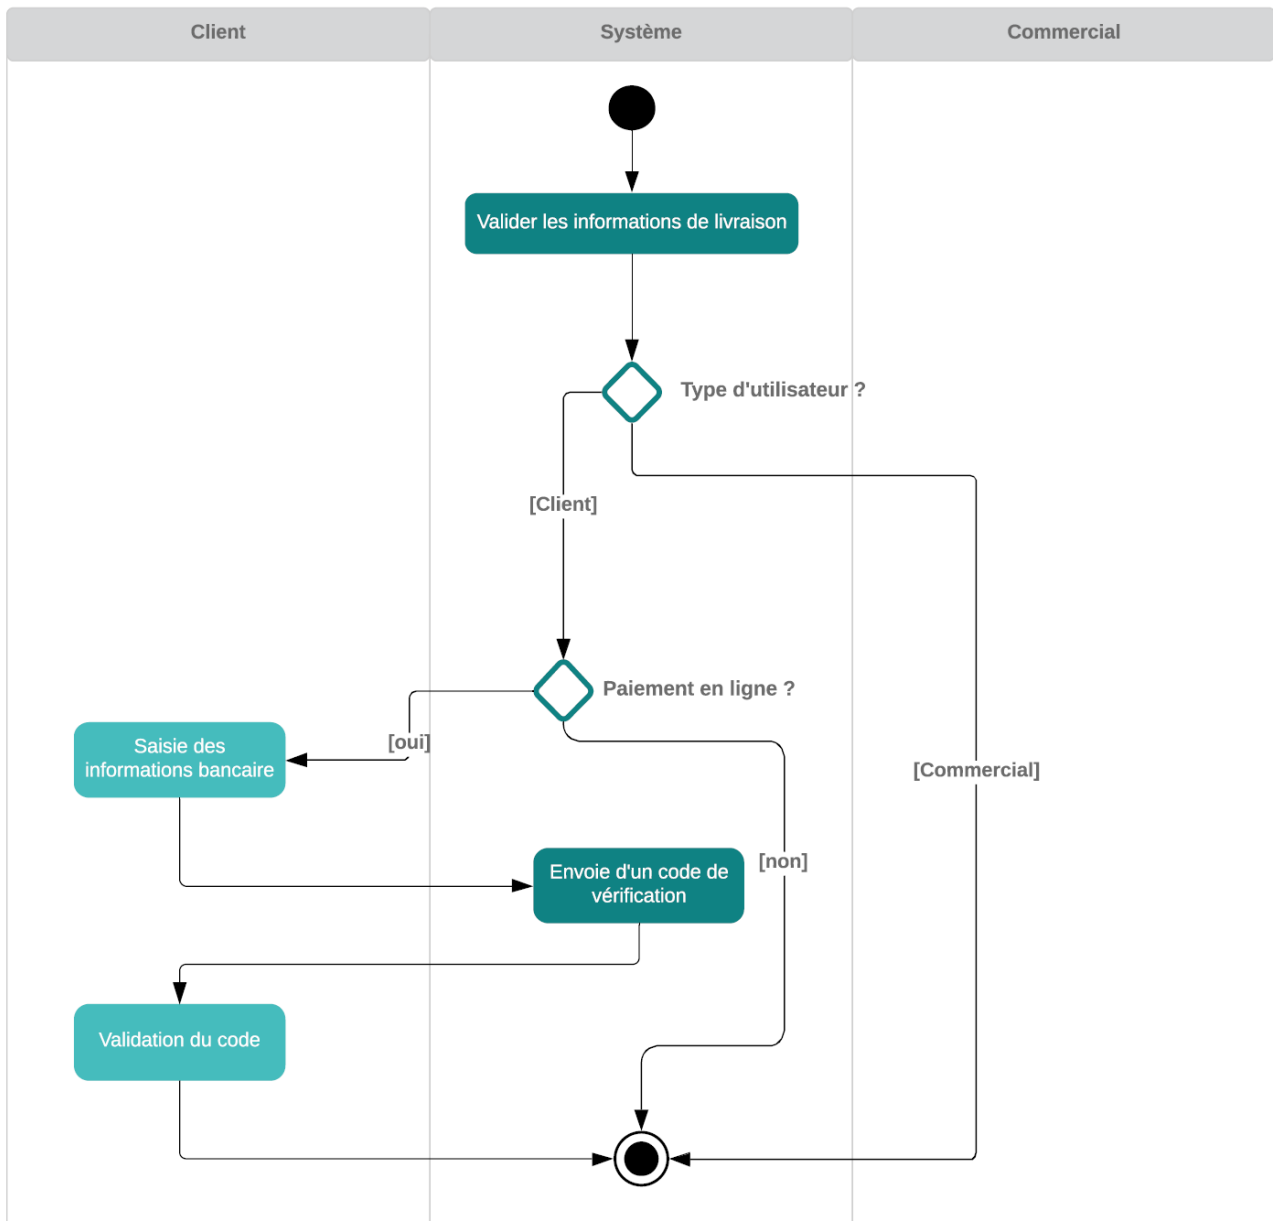 Client
Système
Commercial
Valider les informations de livraison
Type d'utilisateur ?
[Client]
Paiement en ligne ?
[oui]
Saisie des
informations bancaire
[Commercial]
[non]
Envoie d'un code de
vérification
Validation du code